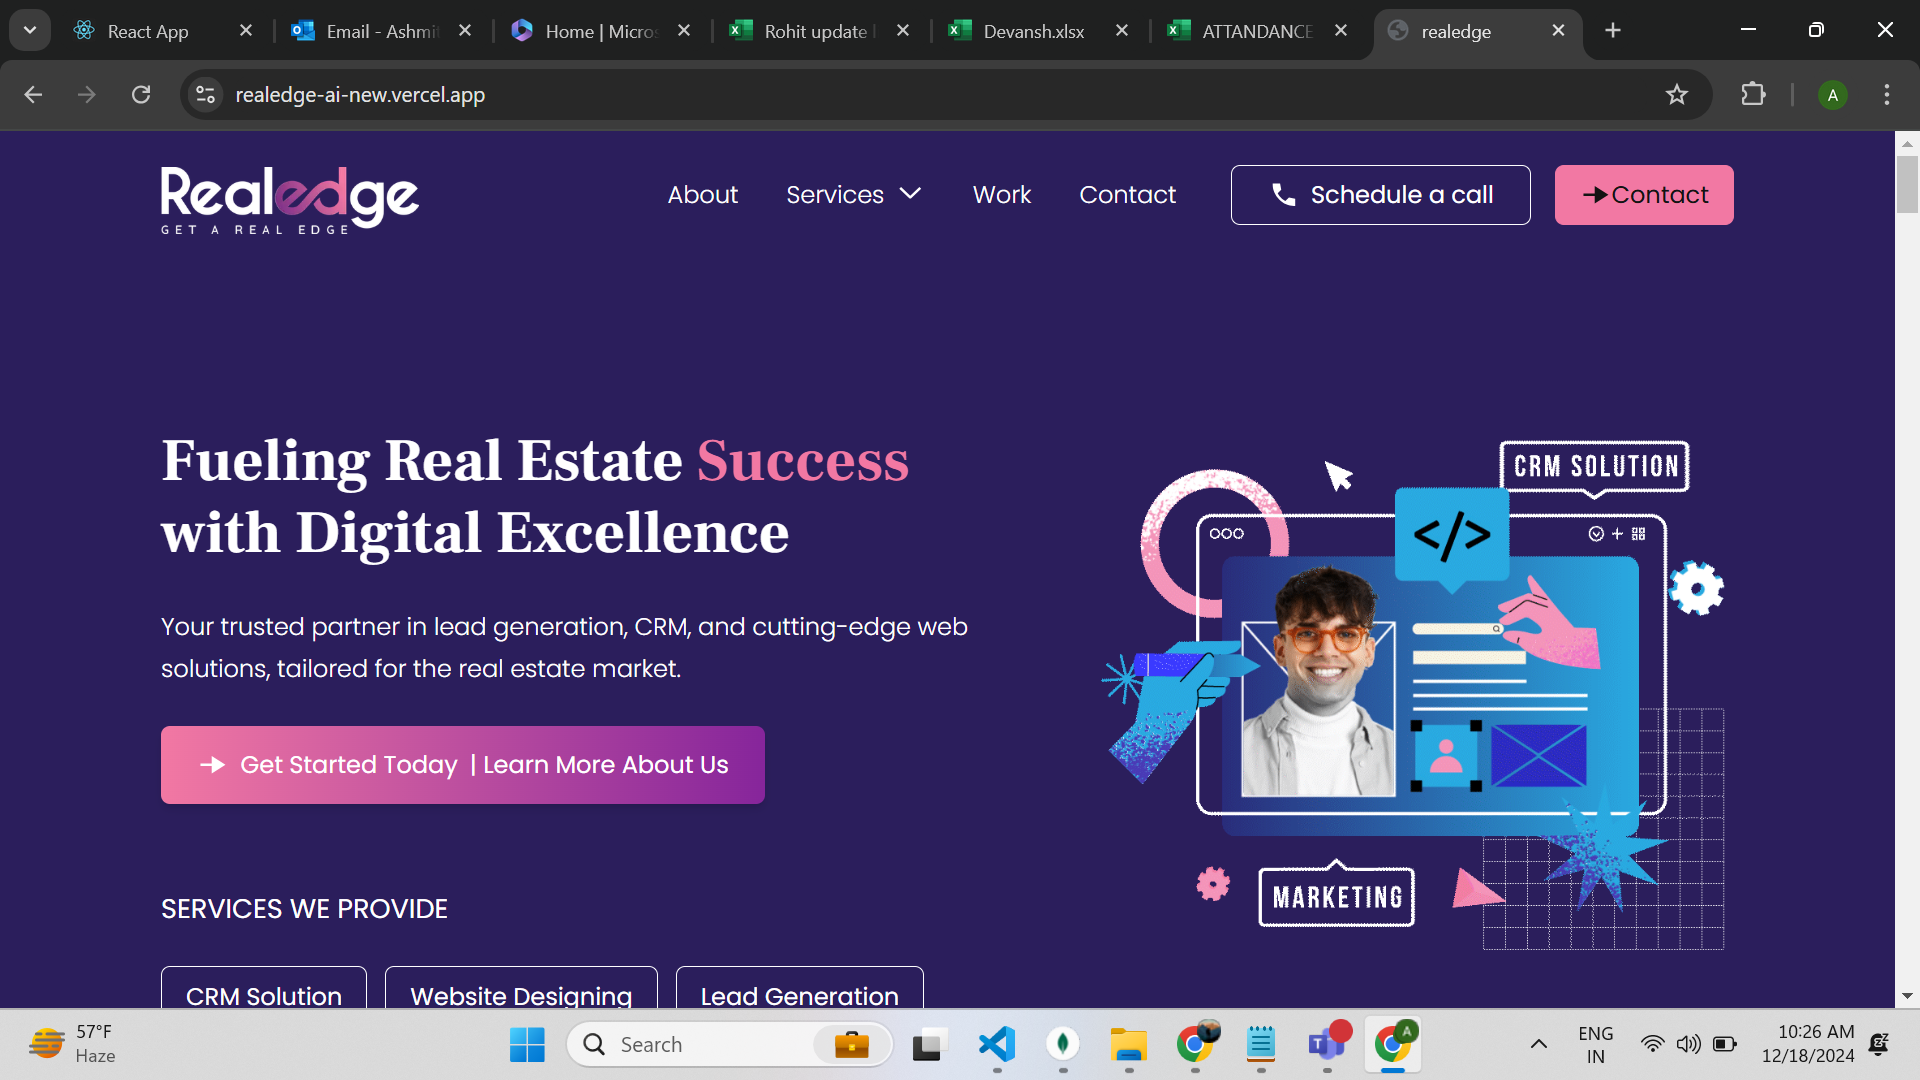 React App
Email - Ashmit
Home | Micros
Rohit update
Devansh.xlsx
ATTANDANCE
realedge
realedge-ai-new.vercel.app
A
Realedge
GET A REAL EDGE
About
Services
Work
Contact
Schedule a call
Contact
Fueling Real Estate Success
with Digital Excellence
Your trusted partner in lead generation, CRM, and cutting-edge web
solutions, tailored for the real estate market.
Get Started Today | Learn More About Us
CRM SOLUTION
</>
MARKETING
SERVICES WE PROVIDE
CRM Solution
Website Designing
Lead Generation
57°F
Haze
Search
T
A
ENG
IN
10:26 AM
12/18/2024